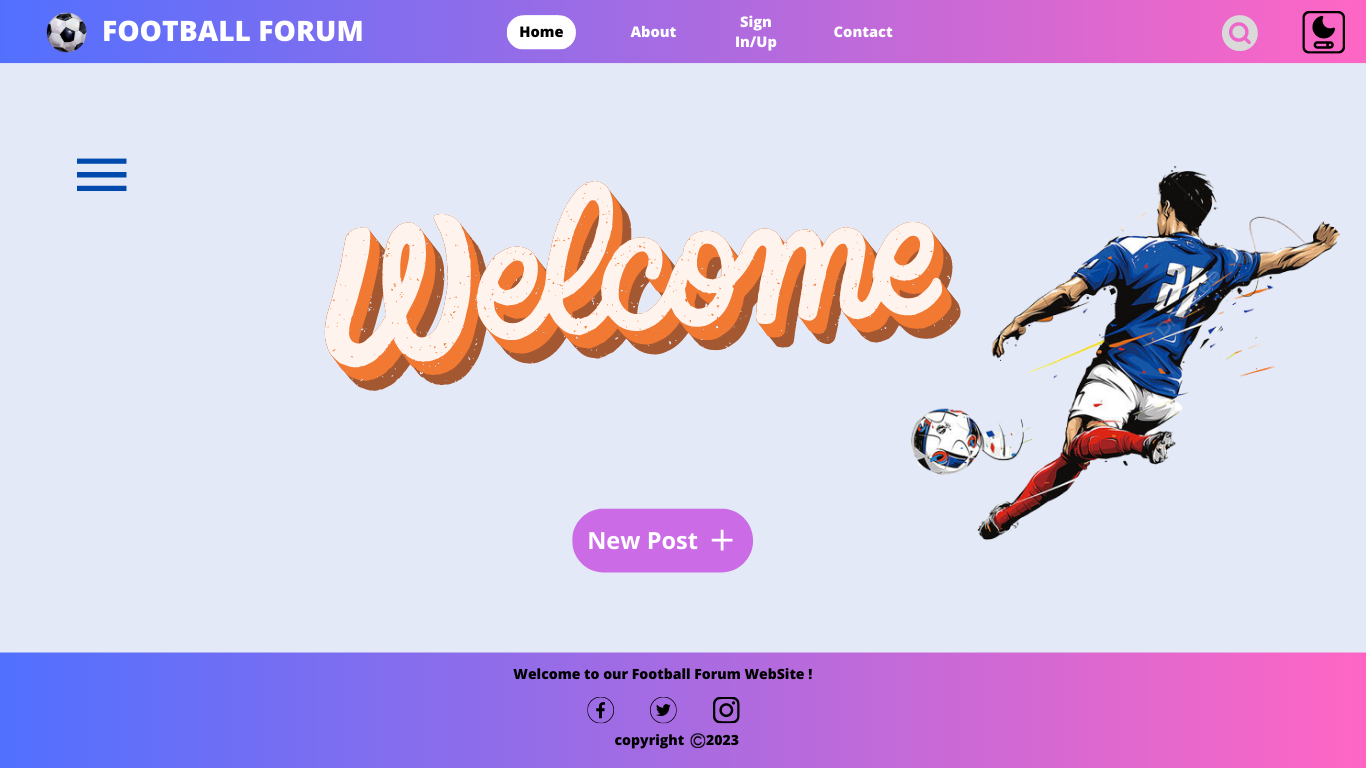 FOOTBALL FORUM
Home
About
Sign
In/Up
Contact
Welcome
New Post +
Welcome to our Football Forum WebSite !
copyright ©2023